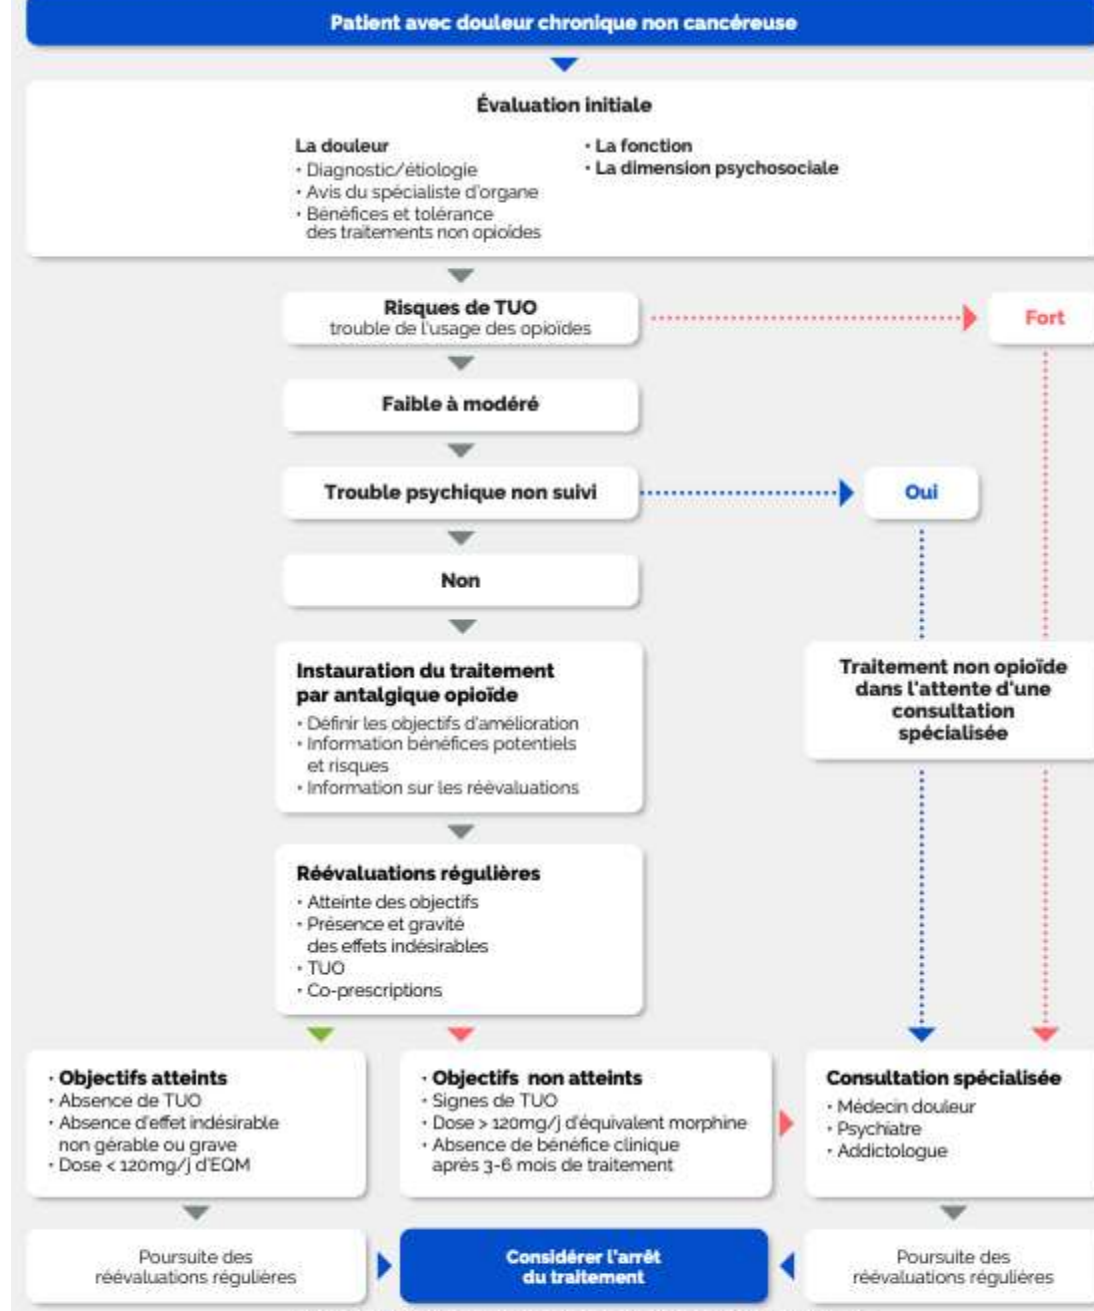 Patient avec douleur chronique non cancéreuse
Évaluation initiale
La douleur
• Diagnostic/étiologie
• Avis du spécialiste d'organe
• Bénéfices et tolérance
des traitements non opioïdes
• La fonction
• La dimension psychosociale
Risques de TUO
trouble de l'usage des opioïdes
Fort
Faible à modéré
Trouble psychique non suivi
Oui
Non
Instauration du traitement
par antalgique opioïde
• Définir les objectifs d'amélioration
• Information bénéfices potentiels
et risques
• Information sur les réévaluations
Traitement non opioïde
dans l'attente d'une
consultation
spécialisée
Réévaluations régulières
• Atteinte des objectifs
• Présence et gravité
des effets indésirables
• TUO
• Co-prescriptions
• Objectifs atteints
• Absence de TUO
• Absence d'effet indésirable
non gérable ou grave
• Dose < 120mg/j d'EQM
• Objectifs non atteints
• Signes de TUO
• Dose > 120mg/j d'équivalent morphine
• Absence de bénéfice clinique
après 3-6 mois de traitement
Consultation spécialisée
• Médecin douleur
• Psychiatre
• Addictologue
Poursuite des
réévaluations régulières
Considérer l'arrêt
du traitement
Poursuite des
réévaluations régulières